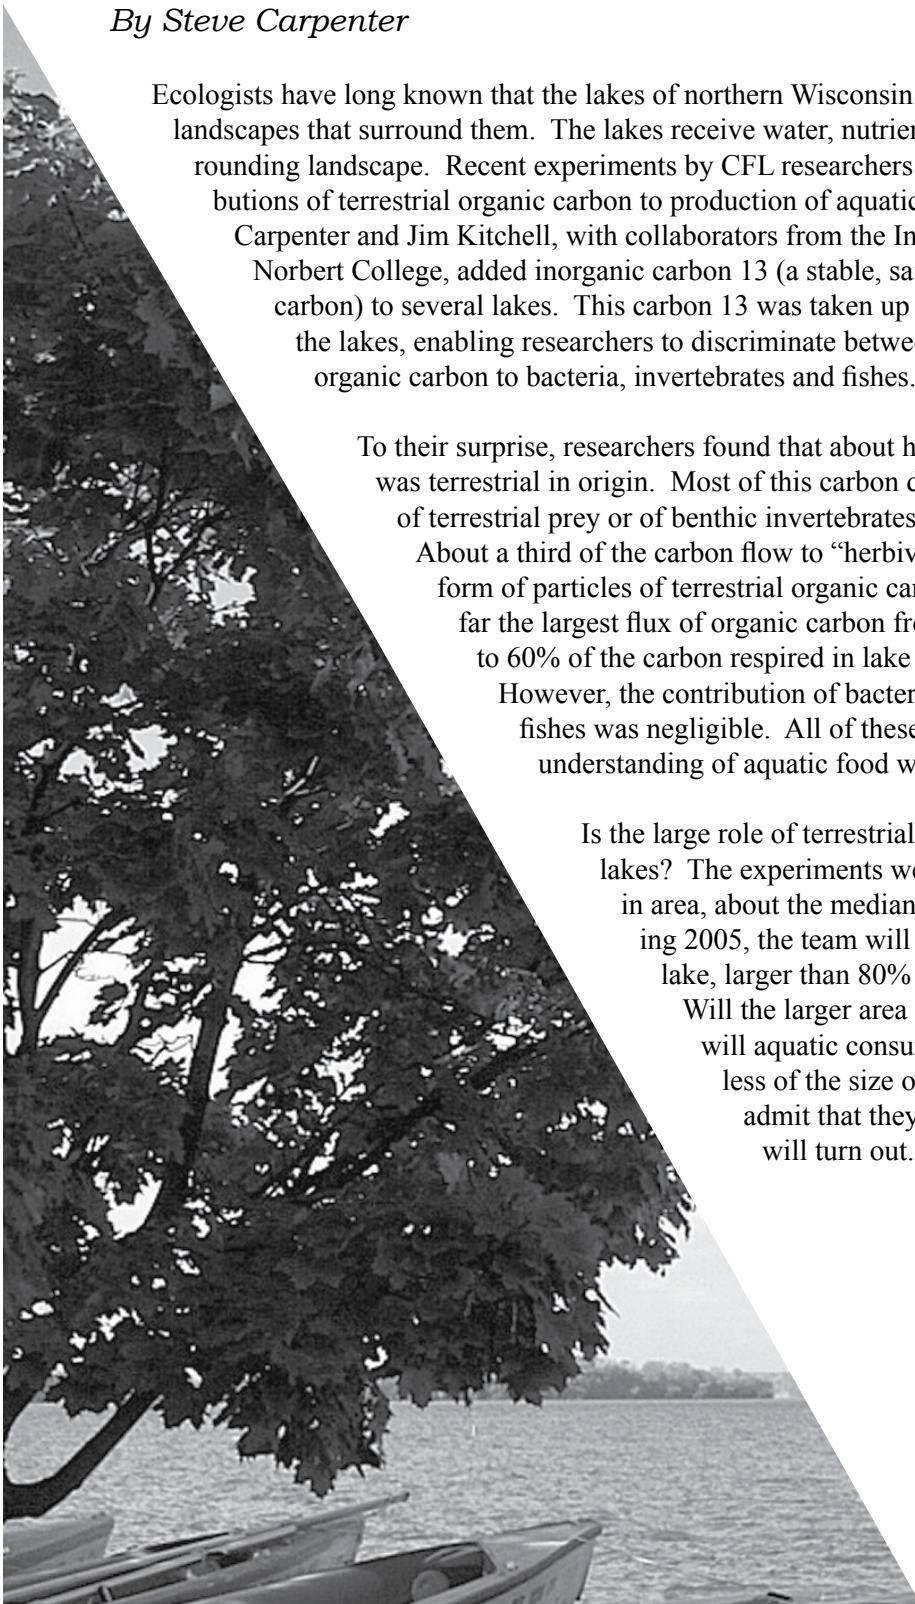 By Steve Carpenter
Ecologists have long known that the lakes of northern Wisconsin
landscapes that surround them. The lakes receive water, nutrien
rounding landscape. Recent experiments by CFL researchers
butions of terrestrial organic carbon to production of aquatic
Carpenter and Jim Kitchell, with collaborators from the In
Norbert College, added inorganic carbon 13 (a stable, sa
carbon) to several lakes. This carbon 13 was taken up
the lakes, enabling researchers to discriminate betwe
organic carbon to bacteria, invertebrates and fishes.
To their surprise, researchers found that about h
was terrestrial in origin. Most of this carbon
of terrestrial prey or of benthic invertebrates
About a third of the carbon flow to “herbiv
form of particles of terrestrial organic car
far the largest flux of organic carbon fro
to 60% of the carbon respired in lake
However, the contribution of bacter
fishes was negligible. All of these
understanding of aquatic food w
Is the large role of terrestrial
lakes? The experiments we
in area, about the median
ing 2005, the team will
lake, larger than 80%
Will the larger area
will aquatic consu
less of the size o
admit that they
will turn out.